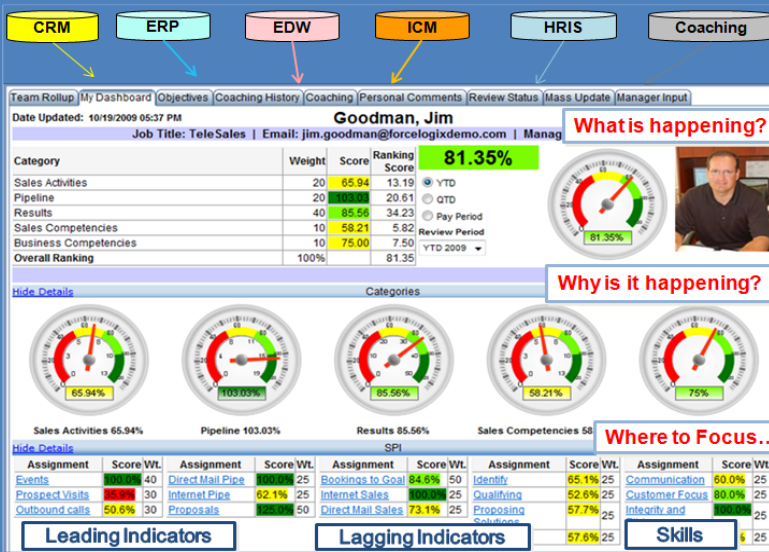 CRM ERP EDW ICM HRIS Coaching
Team Rollup My Dashboard Objectives Coaching History Coaching Personal Comments Review Status Mass Update Manager Input
Date Updated: 10/19/2009 05:37 PM Goodman, Jim
Job Title: TeleSales | Email: jim.goodman@forcelogixdemo.com | Manag
What is happening?
Category Weight Score Ranking Score
81.35%
Sales Activities 20 65.94 13.19
YTD
Pipeline 20 103.03 20.61
QTD
Results 40 85.56 34.23
Pay Period
Sales Competencies 10 58.21 5.82
Review Period
Business Competencies 10 75.00 7.50
YTD 2009
Overall Ranking 100% 81.35
81.35%
Why is it happening?
Hide Details Categories
65.94% 103.03% 85.56% 58.21% 75%
Sales Activities 65.94% Pipeline 103.03% Results 85.56% Sales Competencies 58
Where to Focus...
Hide Details SPI
Assignment Score Wt. Assignment Score Wt. Assignment Score Wt. Assignment Score Wt. Assignment Score Wt.
Events 100.0% 40 Direct Mail Pipe 100.0% 25 Bookings to Goal 84.6% 50 Identify 65.1% 25 Communication 60.0% 25
Prospect Visits 35.9% 30 Internet Pipe 62.1% 25 Internet Sales 100.0% 25 Qualifying 52.6% 25 Customer Focus 80.0% 25
Outbound calls 50.6% 30 Proposals 125.0% 50 Direct Mail Sales 73.1% 25 Proposing 57.7% 25 Integrity and 100.0% 25
57.6% 25 25
Leading Indicators Lagging Indicators Skills